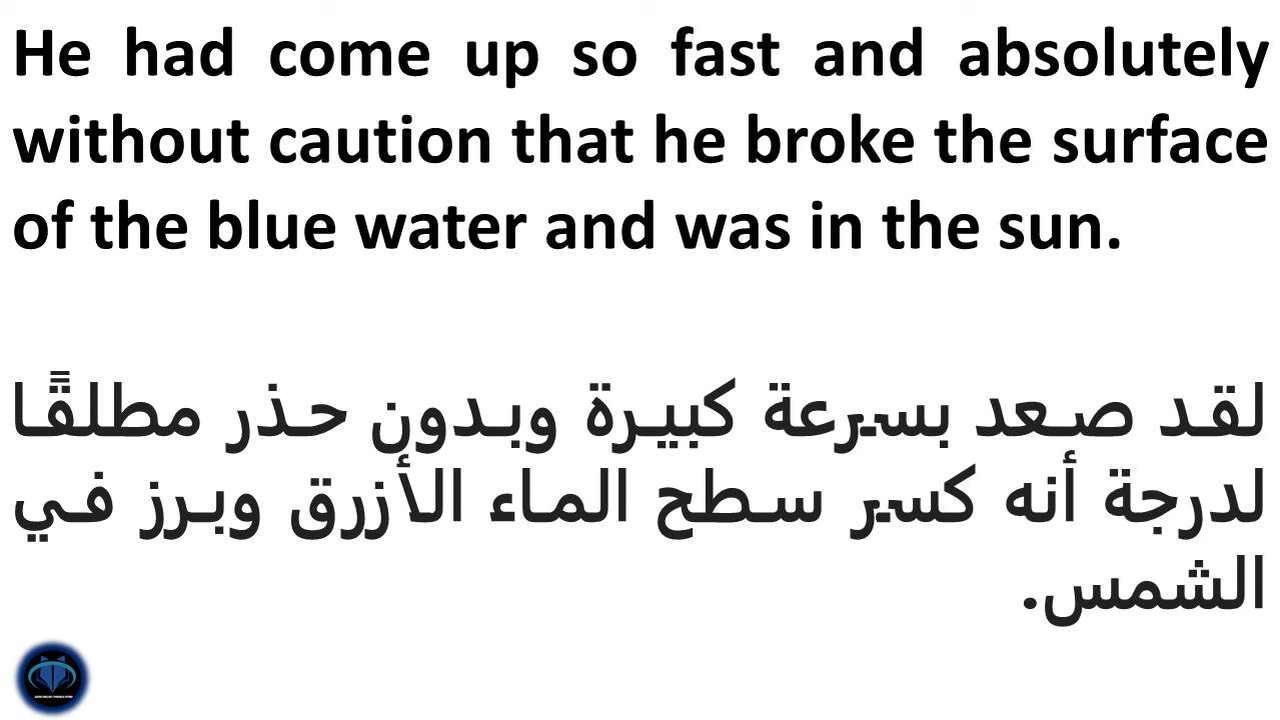 He had come up so fast and absolutely
without caution that he broke the surface
of the blue water and was in the sun.
لقد صعد بسرعة كبيرة وبدون حذر مطلقًا
لدرجة أنه كسر سطح الماء الأزرق وبرز في
الشمس.